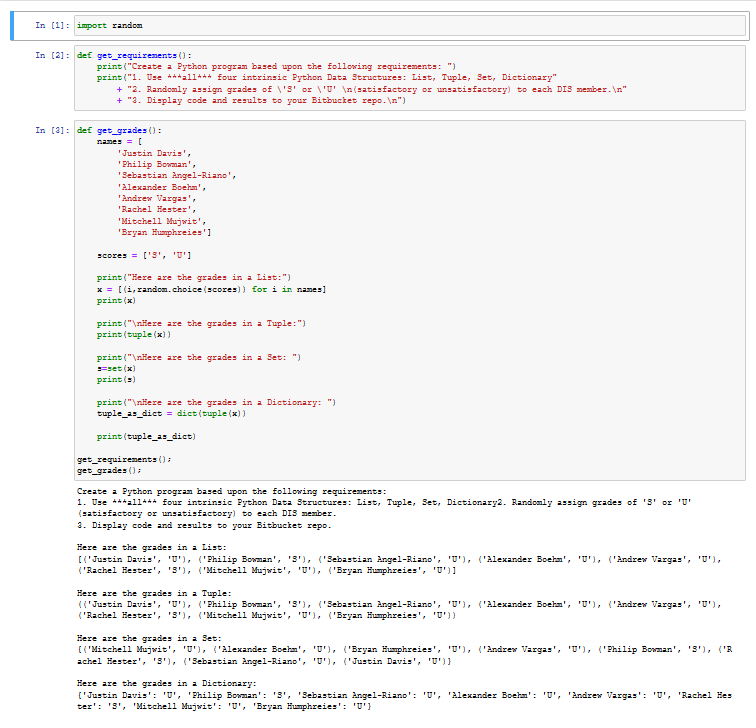 In [1]: import random
In [2]: def get_requirements():
print("Create a Python program based upon the following requirements: ")
print("1. Use ***all*** four intrinsic Python Data Structures: List, Tuple, Set, Dictionary"
+ "2. Randomly assign grades of \'S' or \'U' \n(satisfactory or unsatisfactory) to each DIS member.\n"
+ "3. Display code and results to your Bitbucket repo.\n")
In [3]: def get_grades():
names = [
'Justin Davis',
'Philip Bowman',
'Sebastian Angel-Riano',
'Alexander Boehm',
'Andrew Vargas',
'Rachel Hester',
'Mitchell Mujwit',
'Bryan Humphreies']
scores = ['S', 'U']
print("Here are the grades in a List:")
x = [(i,random.choice(scores)) for i in names]
print(x)
print("\nHere are the grades in a Tuple:")
print(tuple(x))
print("\nHere are the grades in a Set: ")
s=set(x)
print(s)
print("\nHere are the grades in a Dictionary: ")
tuple_as_dict = dict(tuple(x))
print(tuple_as_dict)
get_requirements();
get_grades();
Create a Python program based upon the following requirements:
1. Use ***all*** four intrinsic Python Data Structures: List, Tuple, Set, Dictionary2. Randomly assign grades of 'S' or 'U'
(satisfactory or unsatisfactory) to each DIS member.
3. Display code and results to your Bitbucket repo.
Here are the grades in a List:
[('Justin Davis', 'U'), ('Philip Bowman', 'S'), ('Sebastian Angel-Riano', 'U'), ('Alexander Boehm', 'U'), ('Andrew Vargas', 'U'),
('Rachel Hester', 'S'), ('Mitchell Mujwit', 'U'), ('Bryan Humphreies', 'U')]
Here are the grades in a Tuple:
(('Justin Davis', 'U'), ('Philip Bowman', 'S'), ('Sebastian Angel-Riano', 'U'), ('Alexander Boehm', 'U'), ('Andrew Vargas', 'U'),
('Rachel Hester', 'S'), ('Mitchell Mujwit', 'U'), ('Bryan Humphreies', 'U'))
Here are the grades in a Set:
{('Mitchell Mujwit', 'U'), ('Alexander Boehm', 'U'), ('Bryan Humphreies', 'U'), ('Andrew Vargas', 'U'), ('Philip Bowman', 'S'), ('R
achel Hester', 'S'), ('Sebastian Angel-Riano', 'U'), ('Justin Davis', 'U')}
Here are the grades in a Dictionary:
{'Justin Davis': 'U', 'Philip Bowman': 'S', 'Sebastian Angel-Riano': 'U', 'Alexander Boehm': 'U', 'Andrew Vargas': 'U', 'Rachel Hes
ter': 'S', 'Mitchell Mujwit': 'U', 'Bryan Humphreies': 'U'}